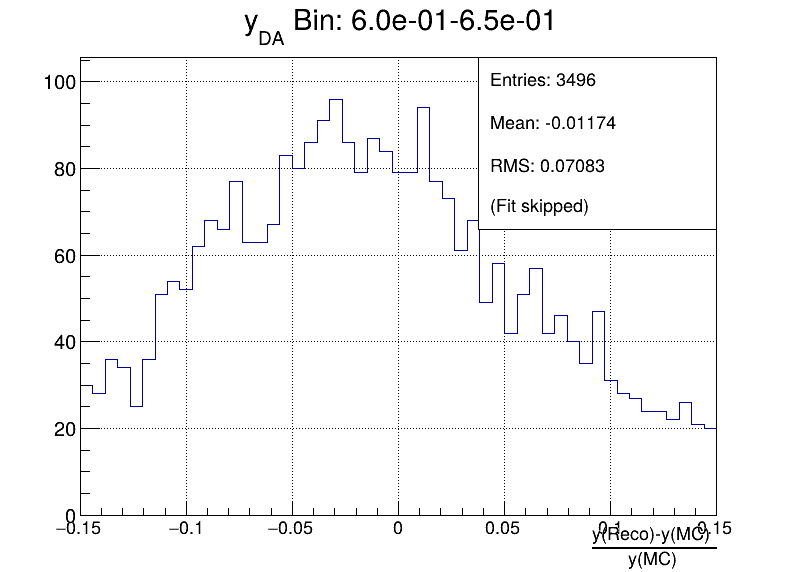 y_DA Bin: 6.0e-01-6.5e-01
Entries: 3496
Mean: -0.01174
RMS: 0.07083
(Fit skipped)
100
80
60
40
20
0
−0.15 −0.1 −0.05 0 0.05 0.1 0.15
y(Reco)-y(MC)
y(MC)